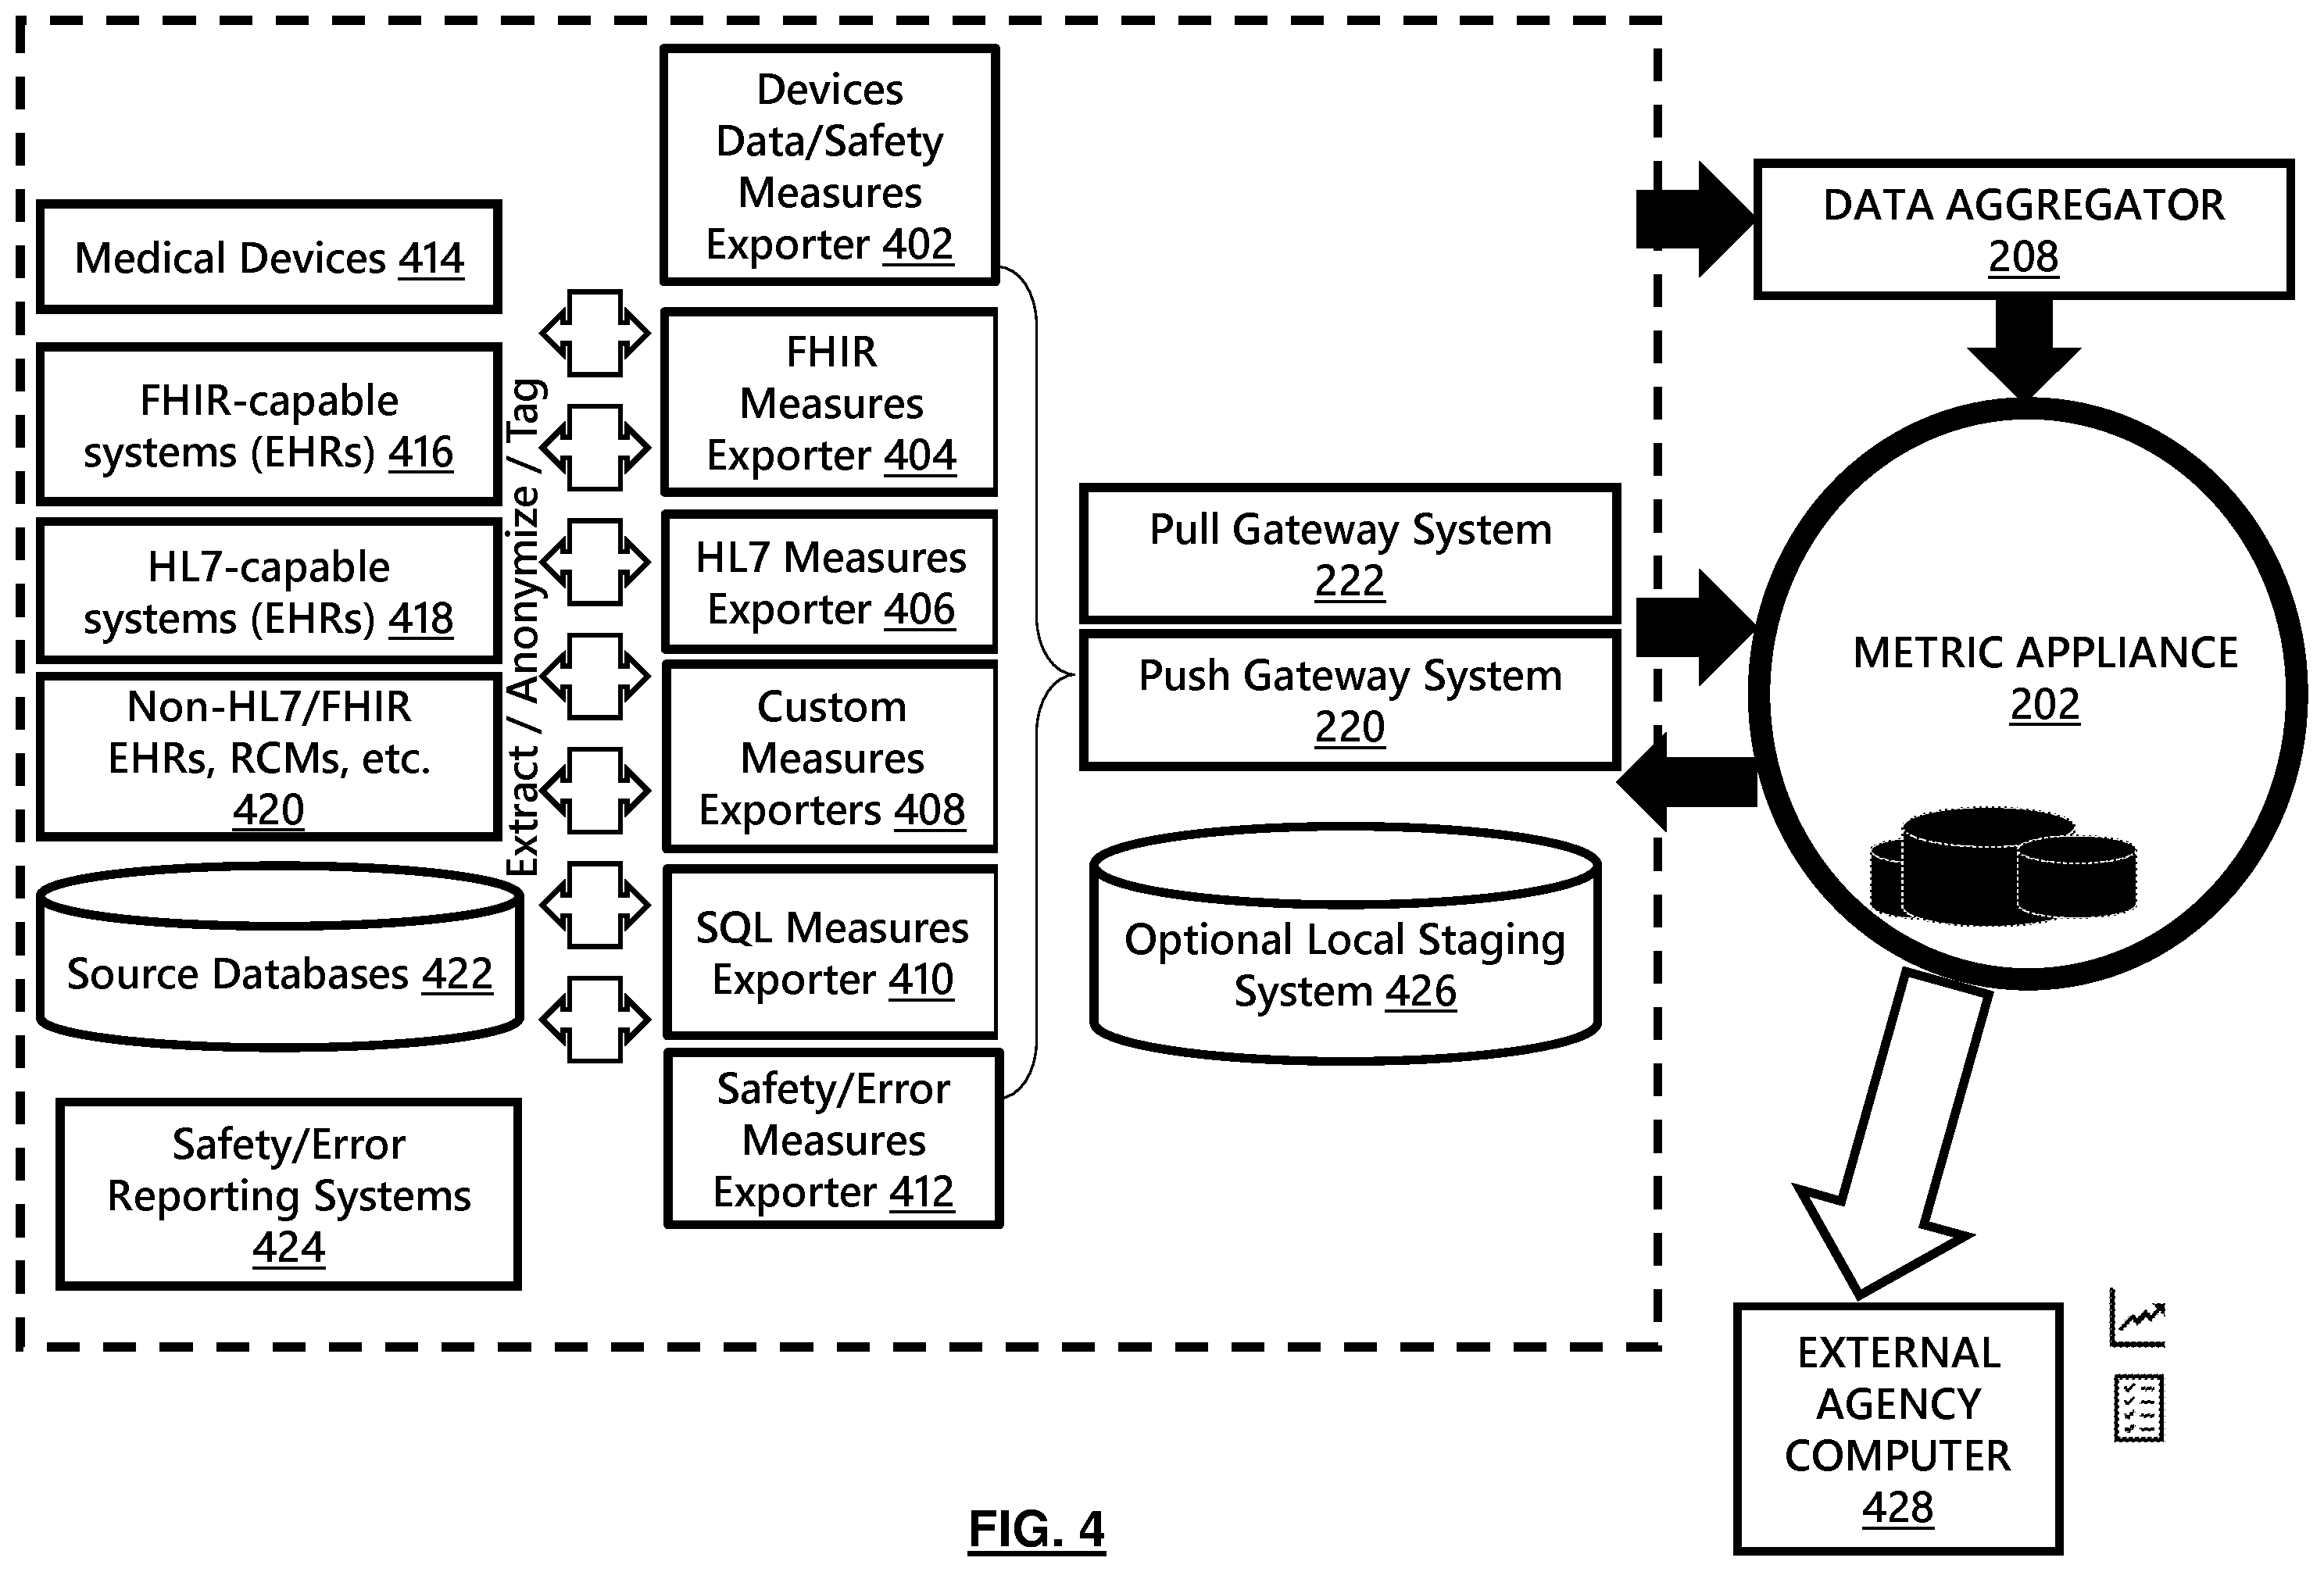 Medical Devices 414
FHIR-capable
systems (EHRs) 416
HL7-capable
systems (EHRs) 418
Non-HL7/FHIR
EHRs, RCMs, etc.
420
Source Databases 422
Safety/Error
Reporting Systems
424
Extract / Anonymize / Tag
Devices
Data/Safety
Measures
Exporter 402
FHIR
Measures
Exporter 404
HL7 Measures
Exporter 406
Custom
Measures
Exporters 408
SQL Measures
Exporter 410
Safety/Error
Measures
Exporter 412
Pull Gateway System
222
Push Gateway System
220
Optional Local Staging
System 426
DATA AGGREGATOR
208
METRIC APPLIANCE
202
EXTERNAL
AGENCY
COMPUTER
428
FIG. 4